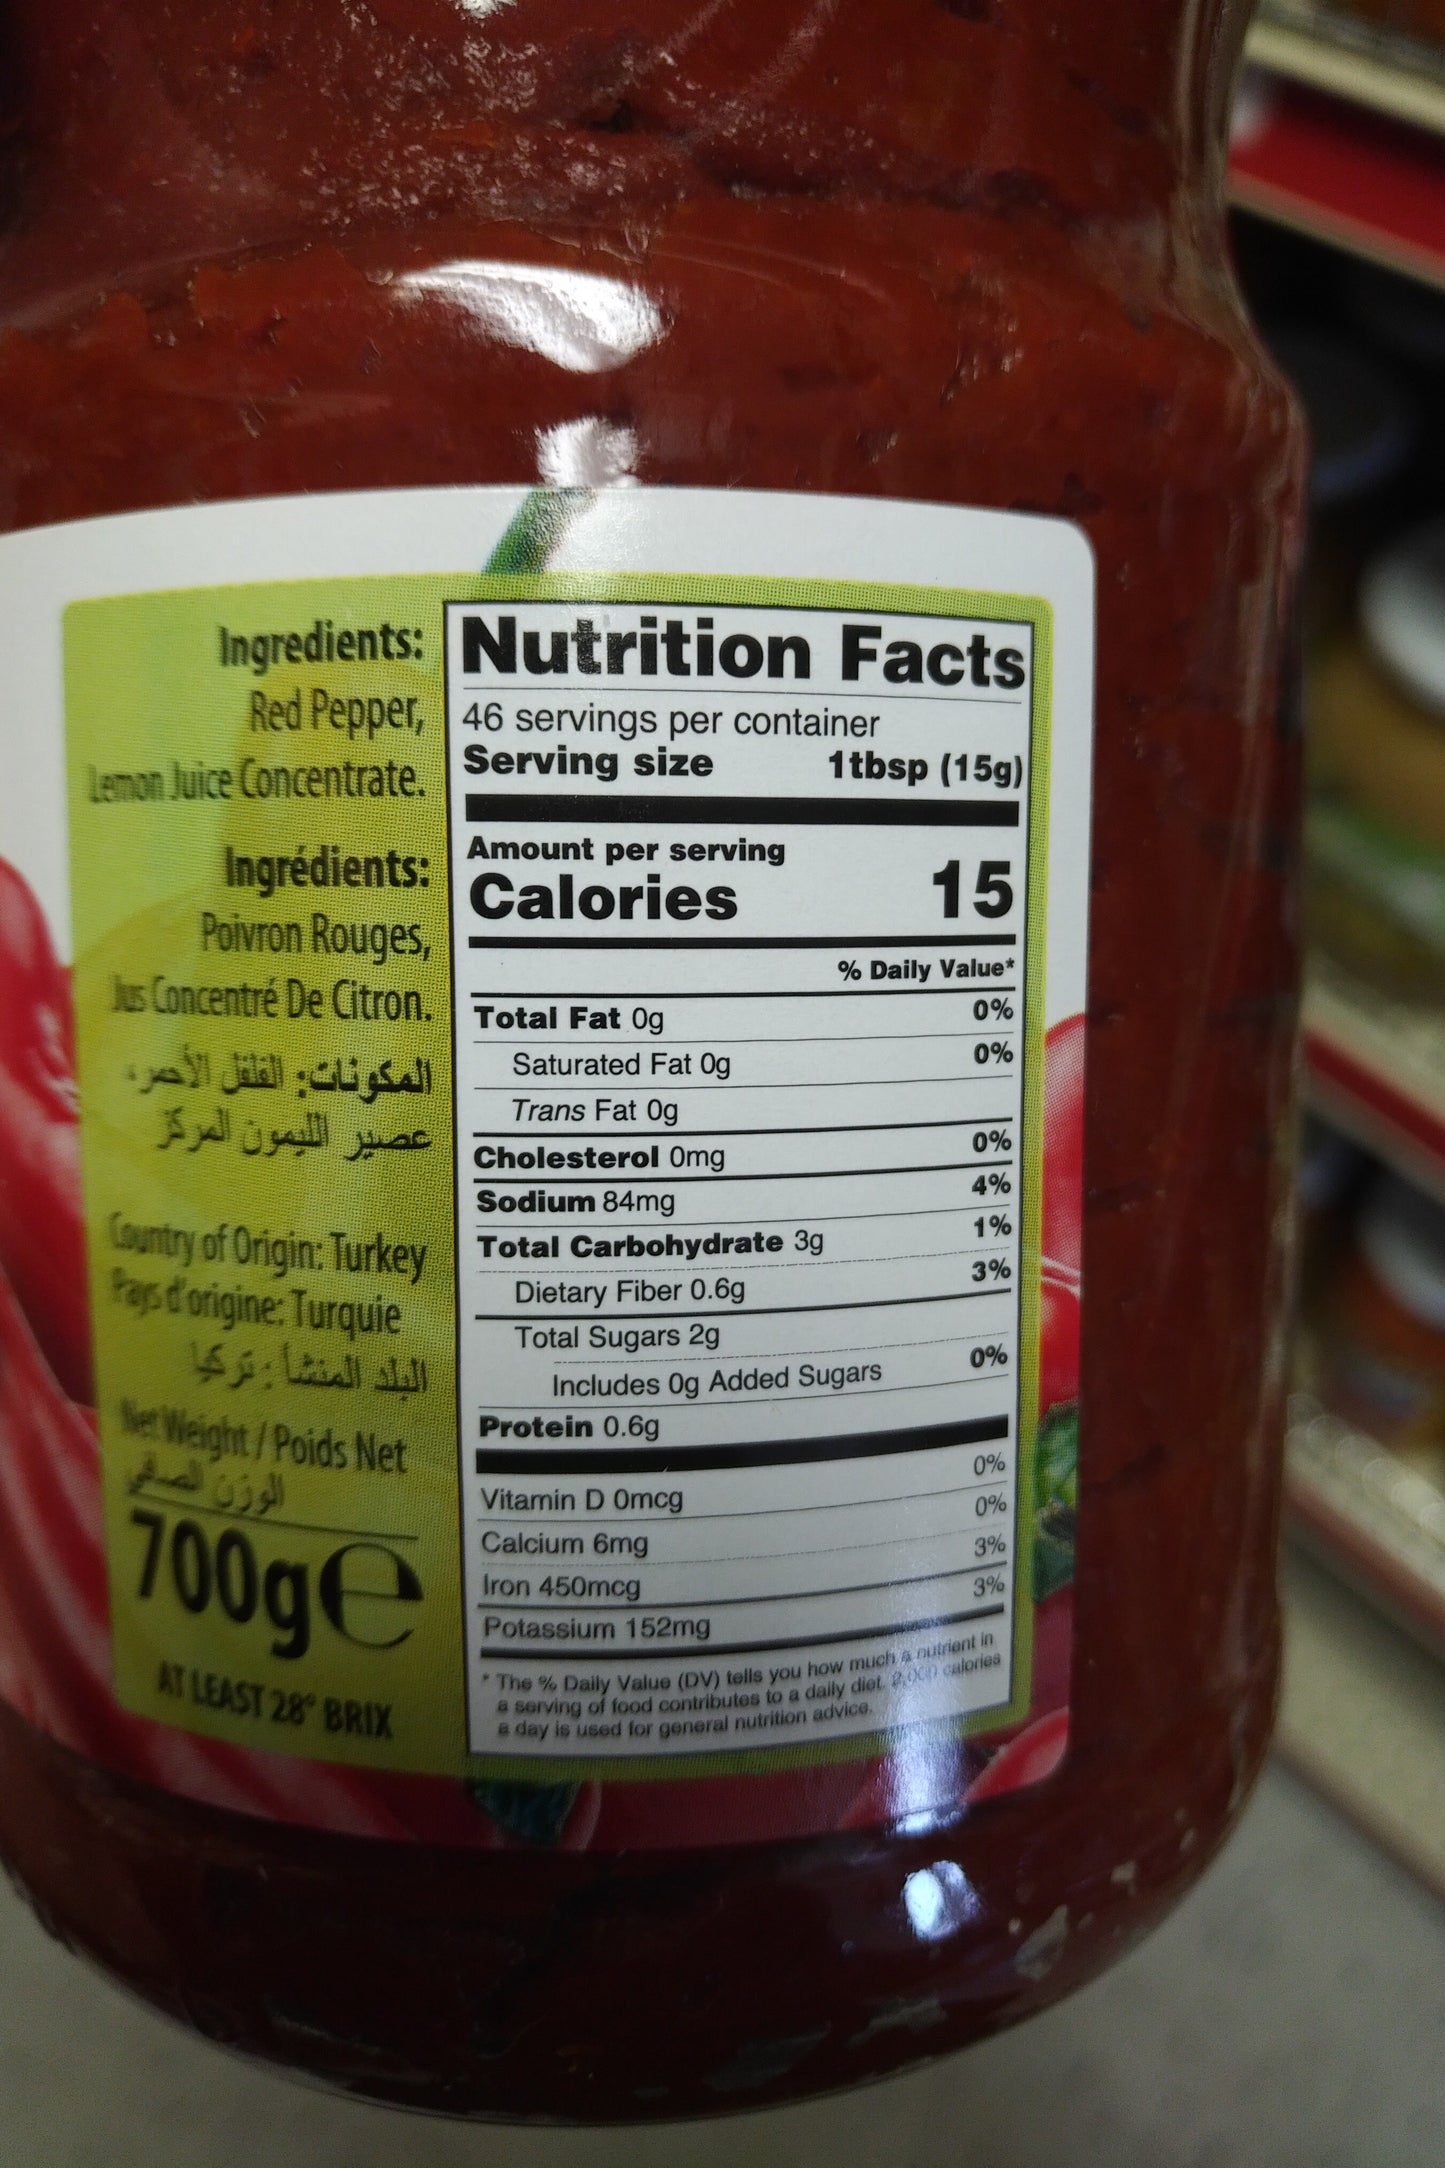 Ingredients:
Red Pepper,
Lemon Juice Concentrate.
Ingrédients:
Poivron Rouges,
Jus Concentré De Citron.
المكونات: الفلفل الأحمر،
عصير الليمون المركز
Country of Origin: Turkey
Pays d'origine: Turquie
البلد المنشأ : تركيا
Net Weight / Poids Net
الوزن الصافي
700g℮
AT LEAST 28° BRIX
Nutrition Facts
46 servings per container
Serving size 1tbsp (15g)
Amount per serving
Calories 15
% Daily Value*
Total Fat 0g 0%
Saturated Fat 0g 0%
Trans Fat 0g
Cholesterol 0mg 0%
Sodium 84mg 4%
Total Carbohydrate 3g 1%
Dietary Fiber 0.6g 3%
Total Sugars 2g
Includes 0g Added Sugars 0%
Protein 0.6g
Vitamin D 0mcg 0%
Calcium 6mg 0%
Iron 450mcg 3%
Potassium 152mg 3%
* The % Daily Value (DV) tells you how much a nutrient in
a serving of food contributes to a daily diet. 2,000 calories
a day is used for general nutrition advice.